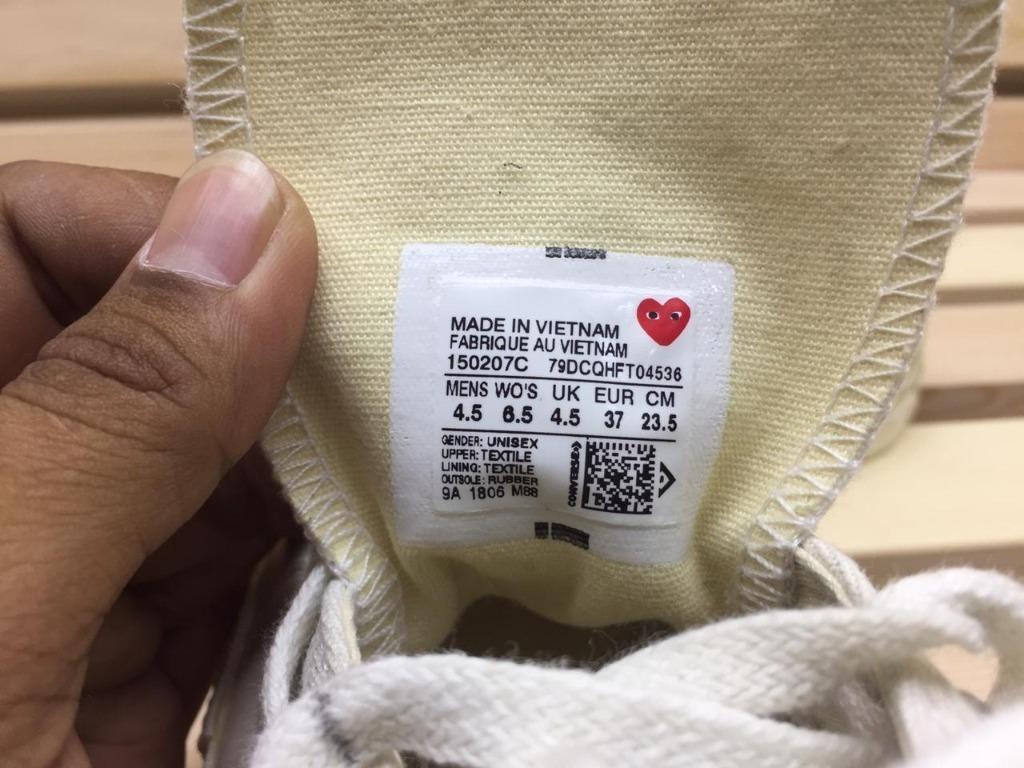 MADE IN VIETNAM
FABRIQUE AU VIETNAM
150207C 79DCQHFT04536
MENS WO'S UK EUR CM
4.5 6.5 4.5 37 23.5
GENDER: UNISEX
UPPER: TEXTILE
LINING: TEXTILE
OUTSOLE: RUBBER
9A 1806 M88
CONVERSE